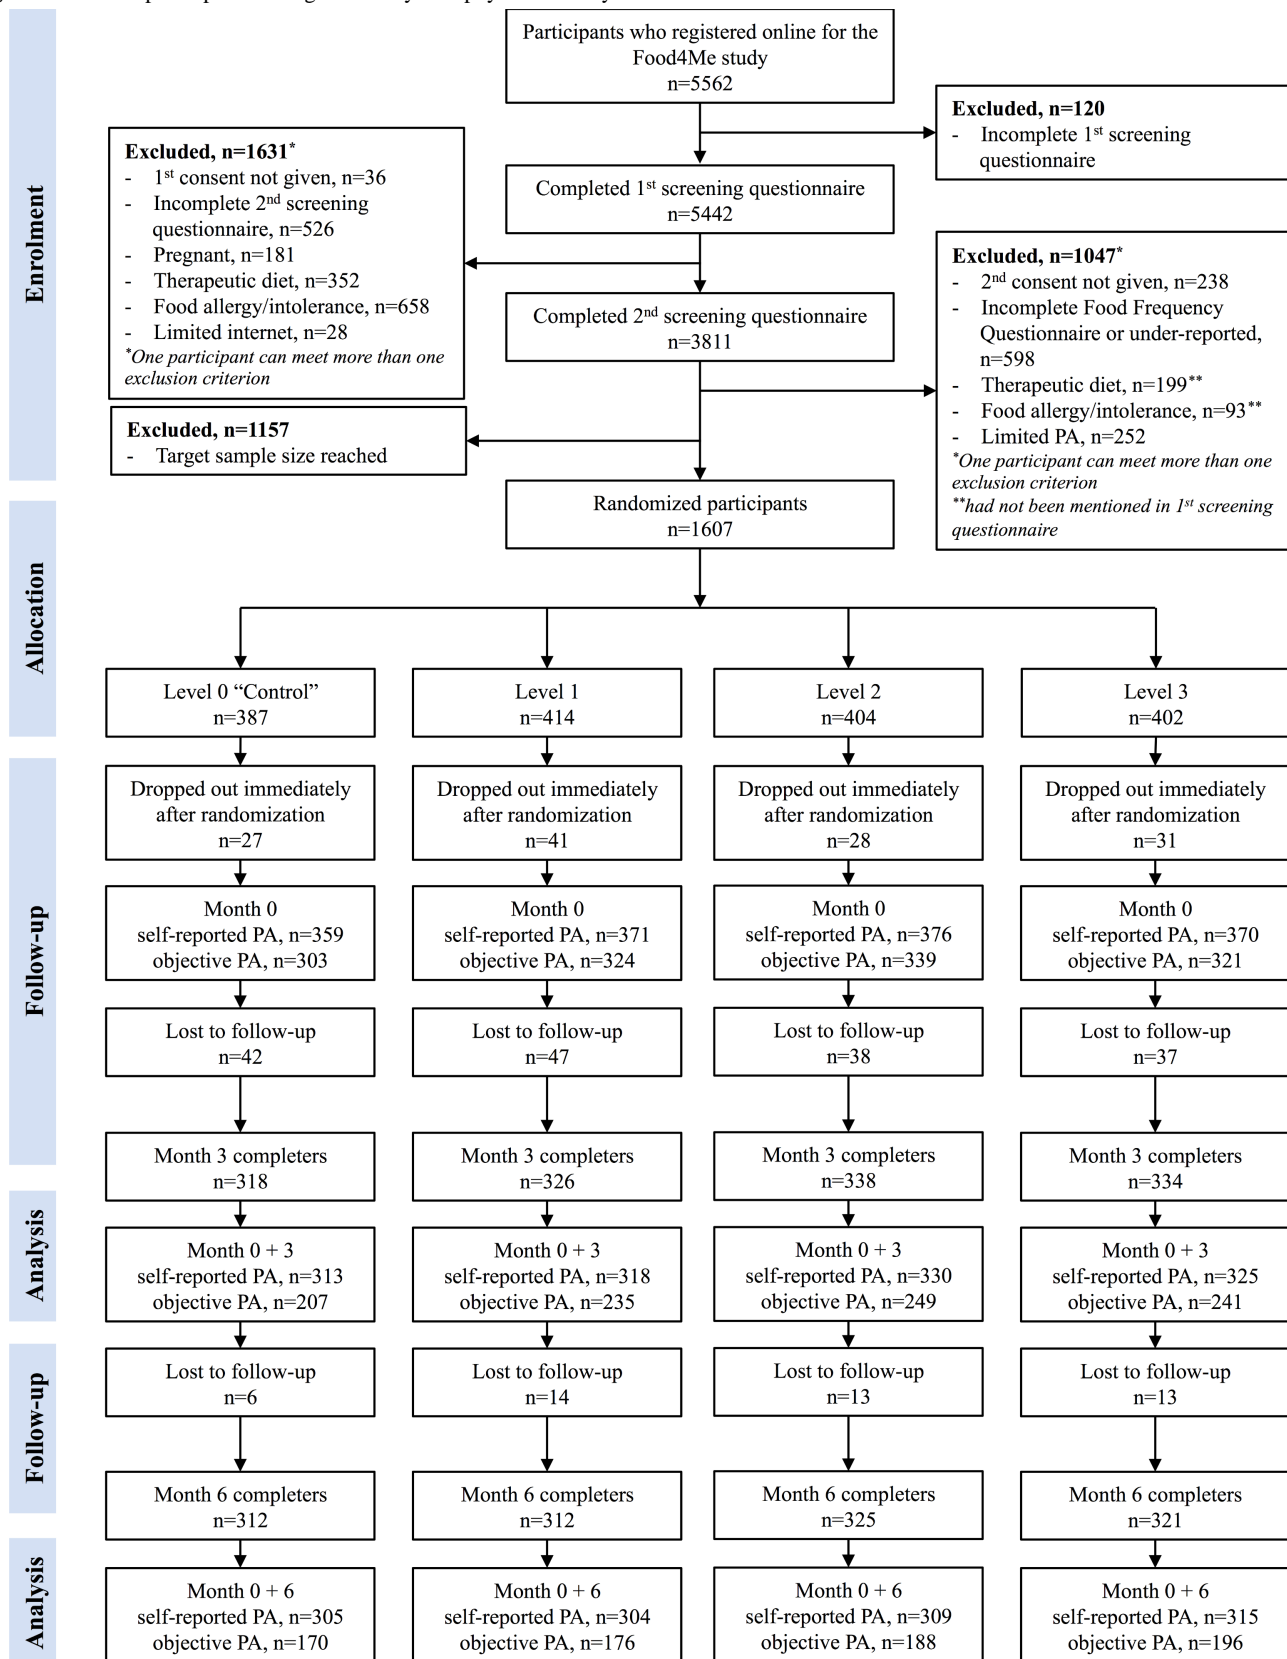 Participants who registered online for the
Food4Me study
n=5562
Excluded, n=120
- Incomplete 1st screening
questionnaire
Excluded, n=1631*
- 1st consent not given, n=36
- Incomplete 2nd screening
questionnaire, n=526
- Pregnant, n=181
- Therapeutic diet, n=352
- Food allergy/intolerance, n=658
- Limited internet, n=28
*One participant can meet more than one
exclusion criterion
Completed 1st screening questionnaire
n=5442
Enrolment
Excluded, n=1047*
- 2nd consent not given, n=238
- Incomplete Food Frequency
Questionnaire or under-reported,
n=598
- Therapeutic diet, n=199**
- Food allergy/intolerance, n=93**
- Limited PA, n=252
*One participant can meet more than one
exclusion criterion
**had not been mentioned in 1st screening
questionnaire
Completed 2nd screening questionnaire
n=3811
Excluded, n=1157
- Target sample size reached
Randomized participants
n=1607
Allocation
Level 0 “Control”
n=387
Level 1
n=414
Level 2
n=404
Level 3
n=402
Follow-up
Dropped out immediately
after randomization
n=27
Dropped out immediately
after randomization
n=41
Dropped out immediately
after randomization
n=28
Dropped out immediately
after randomization
n=31
Month 0
self-reported PA, n=359
objective PA, n=303
Month 0
self-reported PA, n=371
objective PA, n=324
Month 0
self-reported PA, n=376
objective PA, n=339
Month 0
self-reported PA, n=370
objective PA, n=321
Lost to follow-up
n=42
Lost to follow-up
n=47
Lost to follow-up
n=38
Lost to follow-up
n=37
Month 3 completers
n=318
Month 3 completers
n=326
Month 3 completers
n=338
Month 3 completers
n=334
Analysis
Month 0 + 3
self-reported PA, n=313
objective PA, n=207
Month 0 + 3
self-reported PA, n=318
objective PA, n=235
Month 0 + 3
self-reported PA, n=330
objective PA, n=249
Month 0 + 3
self-reported PA, n=325
objective PA, n=241
Follow-up
Lost to follow-up
n=6
Lost to follow-up
n=14
Lost to follow-up
n=13
Lost to follow-up
n=13
Month 6 completers
n=312
Month 6 completers
n=312
Month 6 completers
n=325
Month 6 completers
n=321
Analysis
Month 0 + 6
self-reported PA, n=305
objective PA, n=170
Month 0 + 6
self-reported PA, n=304
objective PA, n=176
Month 0 + 6
self-reported PA, n=309
objective PA, n=188
Month 0 + 6
self-reported PA, n=315
objective PA, n=196